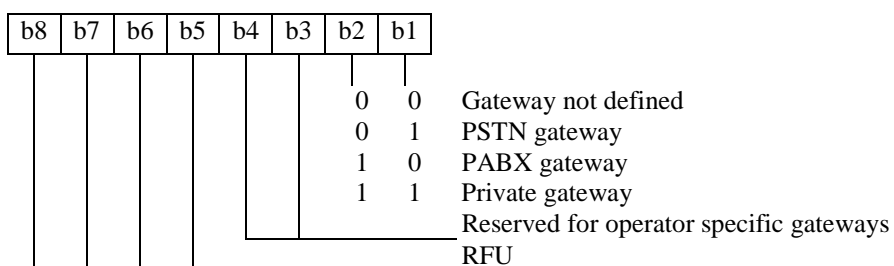 b8 b7 b6 b5 b4 b3 b2 b1
0 0 Gateway not defined
0 1 PSTN gateway
1 0 PABX gateway
1 1 Private gateway
Reserved for operator specific gateways
RFU